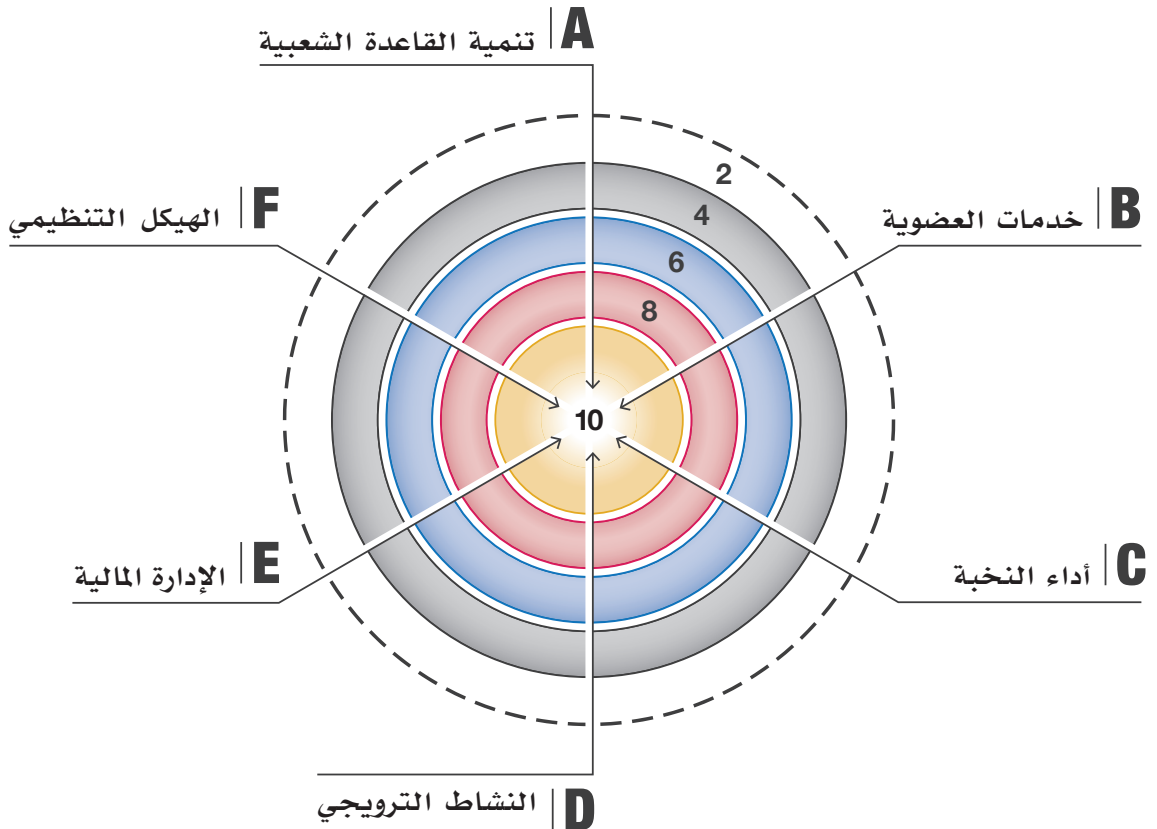 A| تنمية القاعدة الشعبية
B| خدمات العضوية
C| أداء النخبة
D| النشاط الترويجي
E| الإدارة المالية
F| الهيكل التنظيمي
2
4
6
8
10